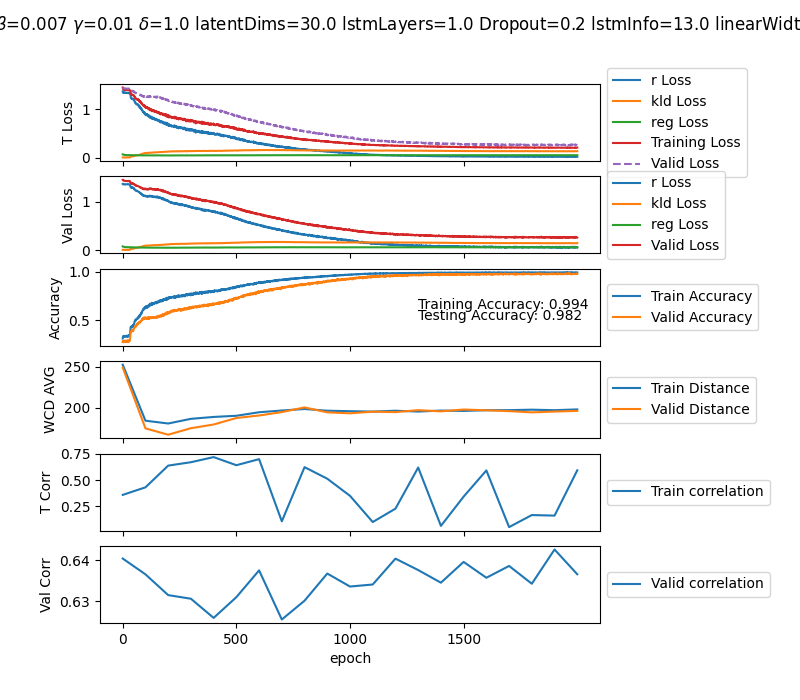 =0.007 γ=0.01 δ=1.0 latentDims=30.0 lstmLayers=1.0 Dropout=0.2 lstmInfo=13.0 linearWidt
T Loss
1
0
r Loss
kld Loss
reg Loss
Training Loss
Valid Loss
Val Loss
1
0
r Loss
kld Loss
reg Loss
Valid Loss
Accuracy
1.0
0.5
Training Accuracy: 0.994
Testing Accuracy: 0.982
Train Accuracy
Valid Accuracy
WCD AVG
250
200
Train Distance
Valid Distance
T Corr
0.75
0.50
0.25
Train correlation
Val Corr
0.64
0.63
Valid correlation
0 500 1000 1500
epoch